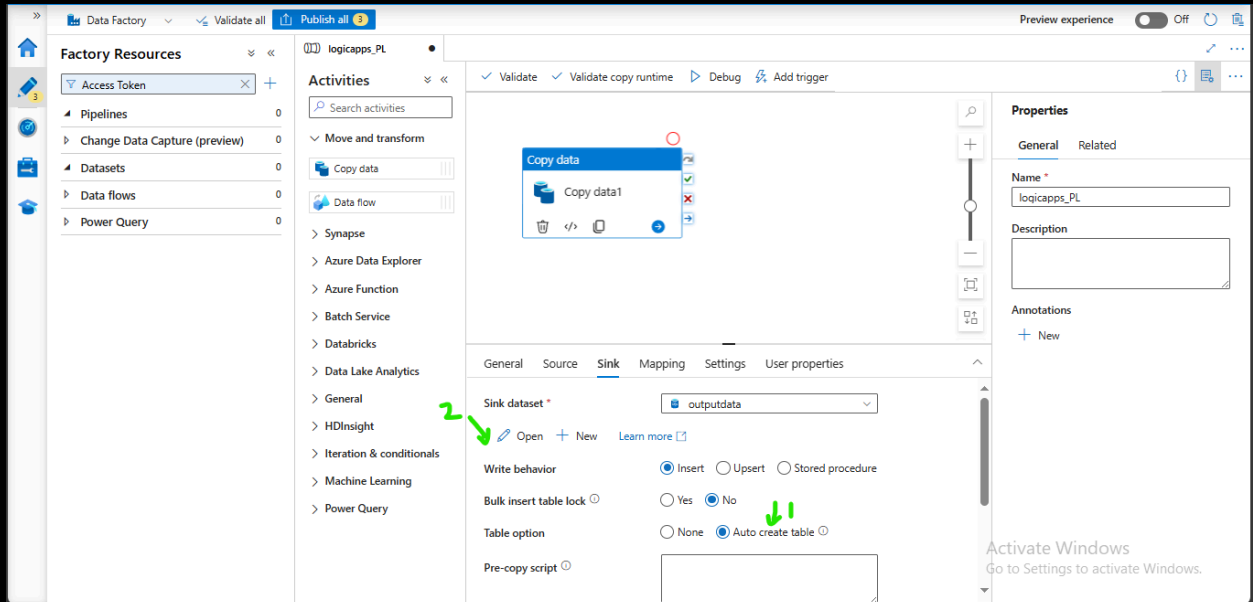 »
Data Factory
Validate all
Publish all 3
Preview experience
Off
Factory Resources
Access Token
3
Pipelines 0
Change Data Capture (preview) 0
Datasets 0
Data flows 0
Power Query 0
logicapps_PL
Activities
Search activities
Move and transform
Copy data
Data flow
Synapse
Azure Data Explorer
Azure Function
Batch Service
Databricks
Data Lake Analytics
General
HDInsight
Iteration & conditionals
Machine Learning
Power Query
Validate
Validate copy runtime
Debug
Add trigger
Copy data
Copy data1
General Source Sink Mapping Settings User properties
Sink dataset *
outputdata
2
Open
New
Learn more
Write behavior
Insert Upsert Stored procedure
Bulk insert table lock
Yes No
1
Table option
None Auto create table
Pre-copy script
Properties
General Related
Name *
logicapps_PL
Description
Annotations
New
Activate Windows
Go to Settings to activate Windows.